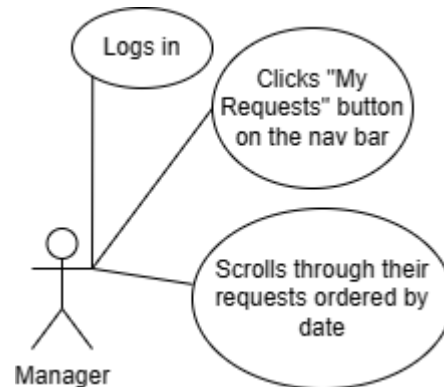 Logs in
Clicks "My
Requests" button
on the nav bar
Scrolls through their
requests ordered by
date
Manager